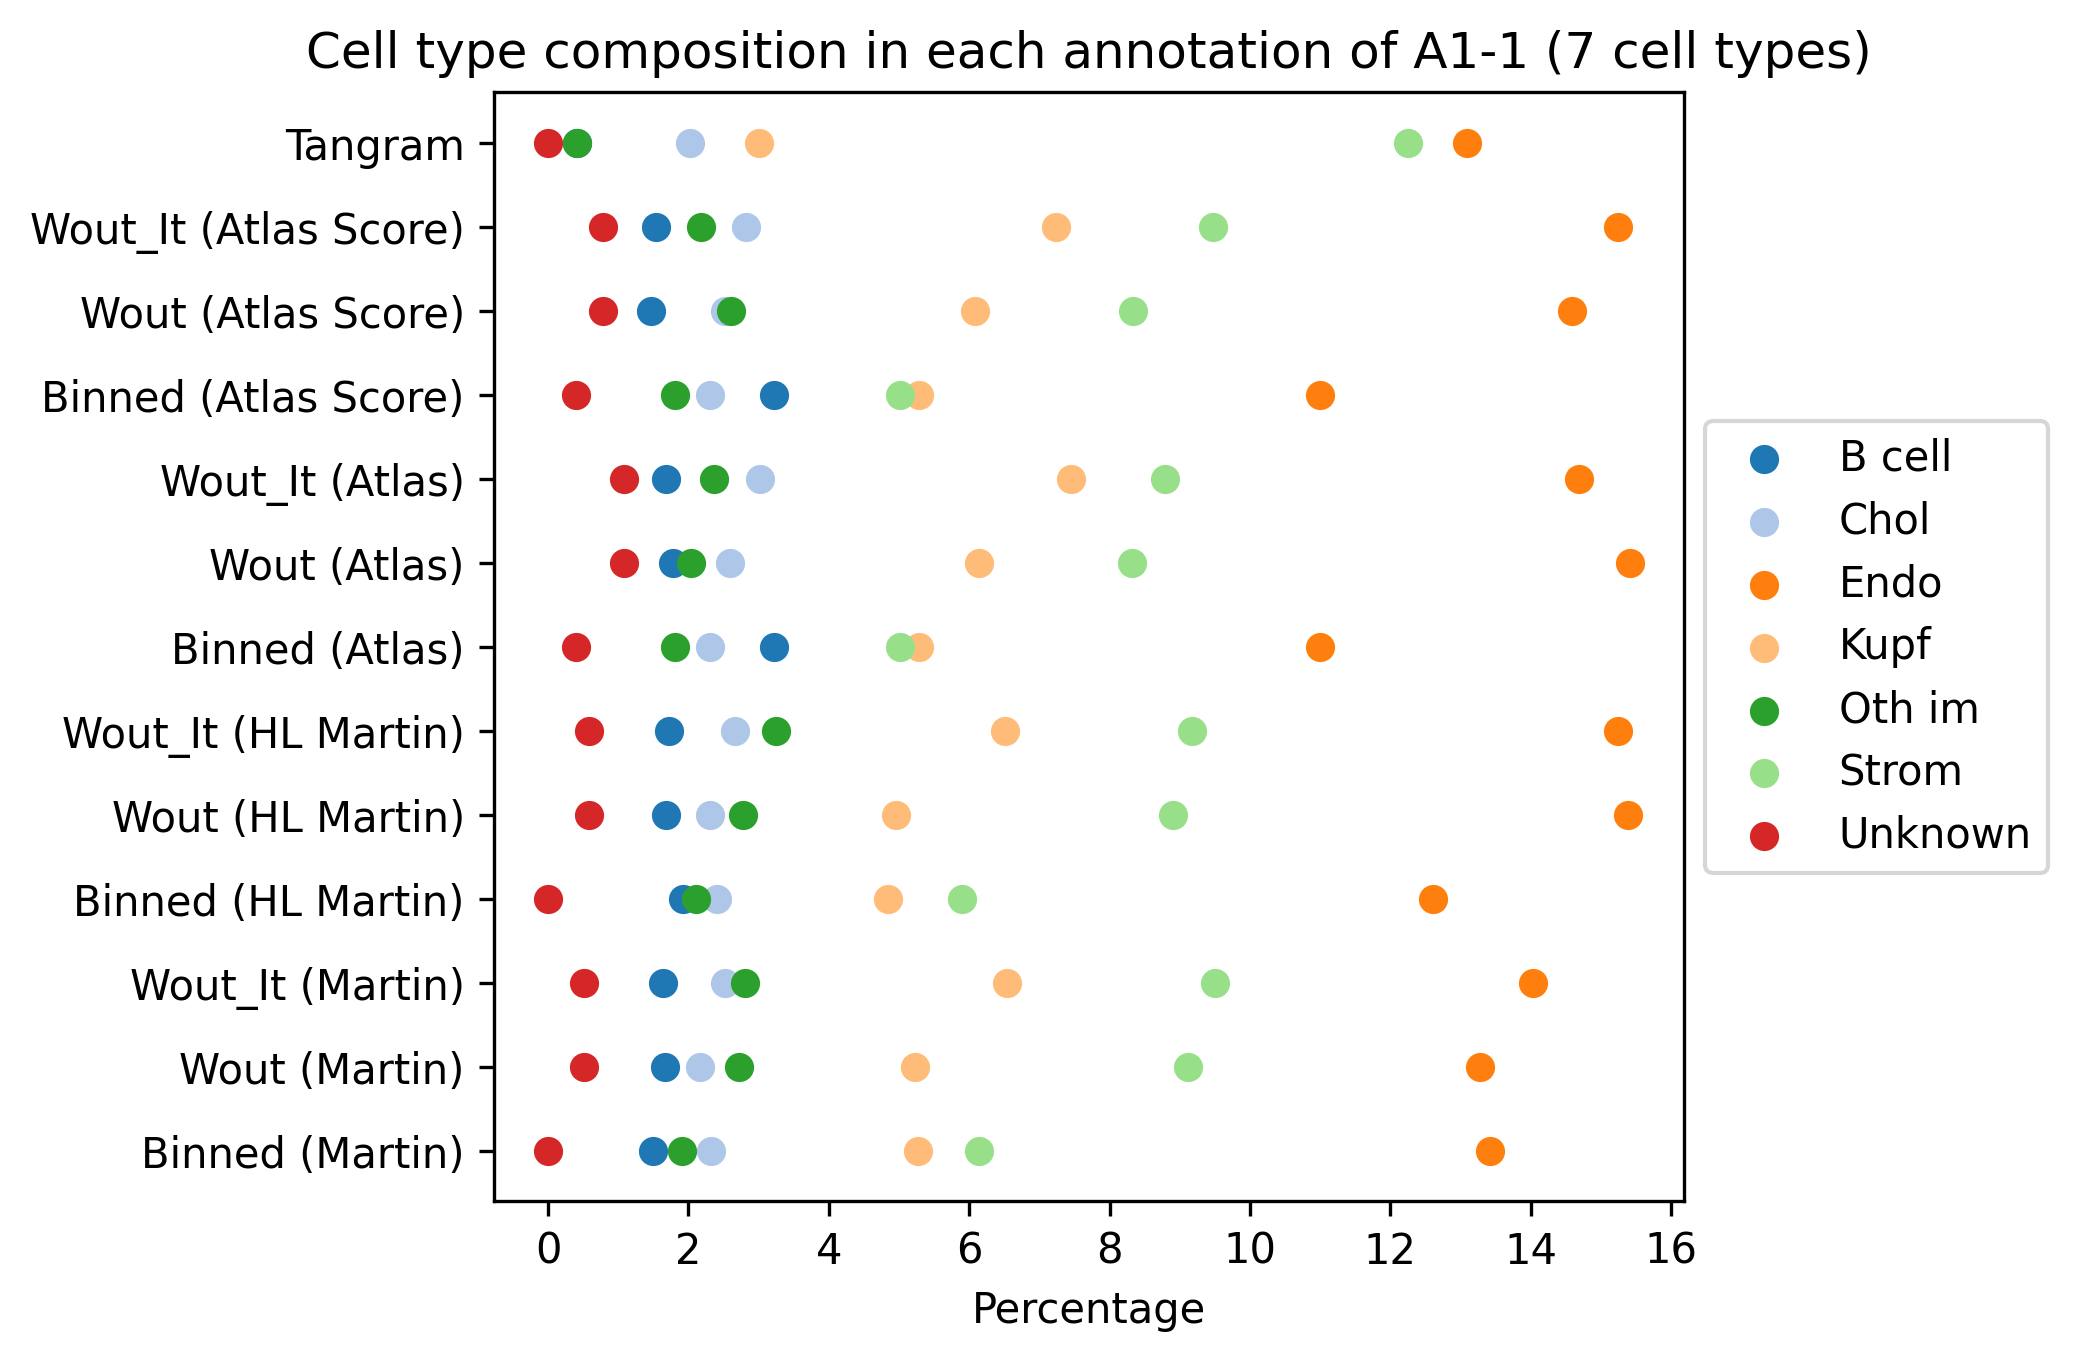 Cell type composition in each annotation of A1-1 (7 cell types)
Tangram
Wout_It (Atlas Score)
Wout (Atlas Score)
Binned (Atlas Score)
Wout_It (Atlas)
Wout (Atlas)
Binned (Atlas)
Wout_It (HL Martin)
Wout (HL Martin)
Binned (HL Martin)
Wout_It (Martin)
Wout (Martin)
Binned (Martin)
0 2 4 6 8 10 12 14 16
Percentage
B cell
Chol
Endo
Kupf
Oth im
Strom
Unknown